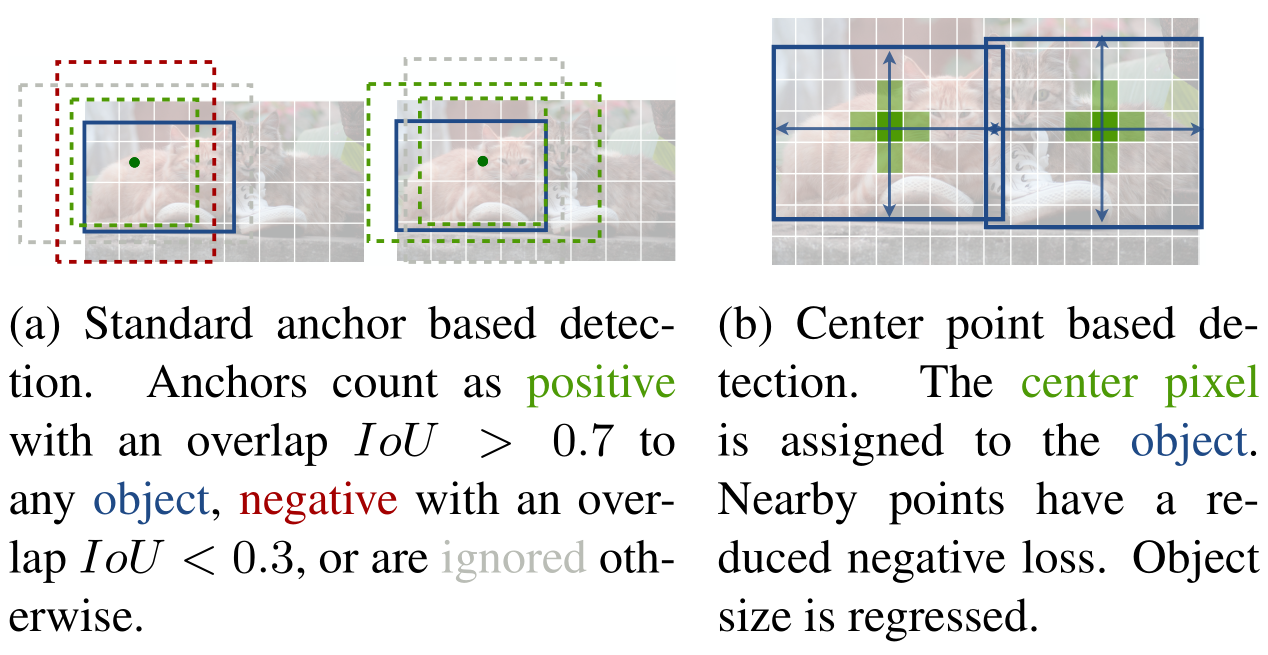 (a) Standard anchor based detec-
tion. Anchors count as positive
with an overlap IoU > 0.7 to
any object, negative with an over-
lap IoU < 0.3, or are ignored oth-
erwise.
(b) Center point based de-
tection. The center pixel
is assigned to the object.
Nearby points have a re-
duced negative loss. Object
size is regressed.